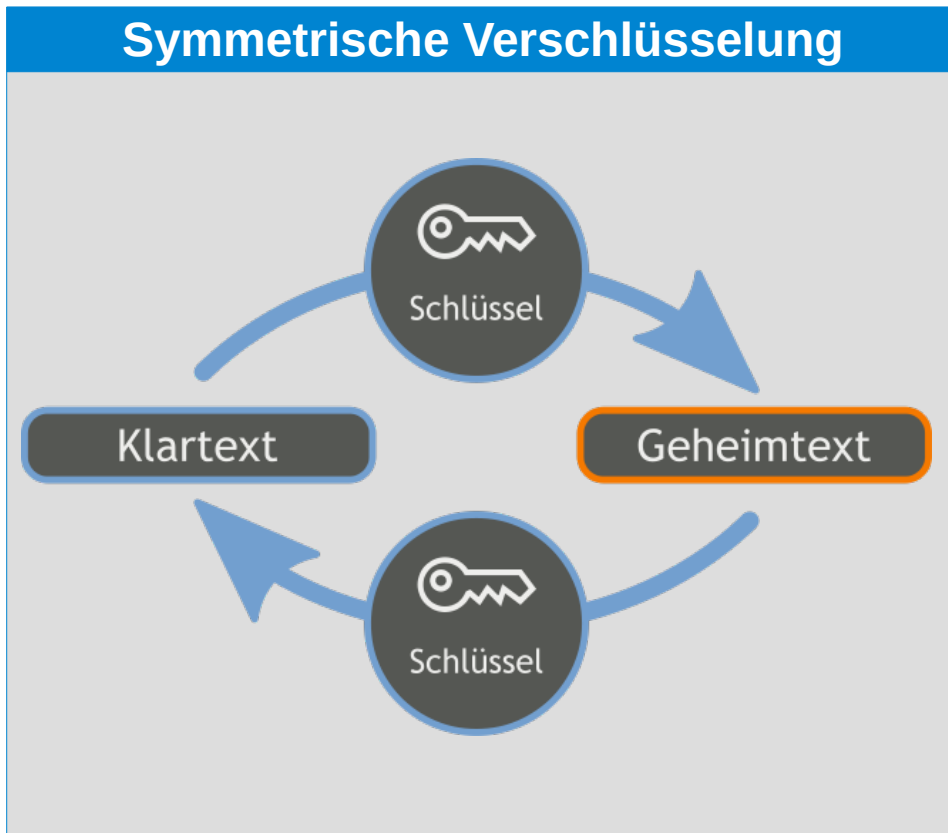 Symmetrische Verschlüsselung
Schlüssel
Klartext
Geheimtext
Schlüssel